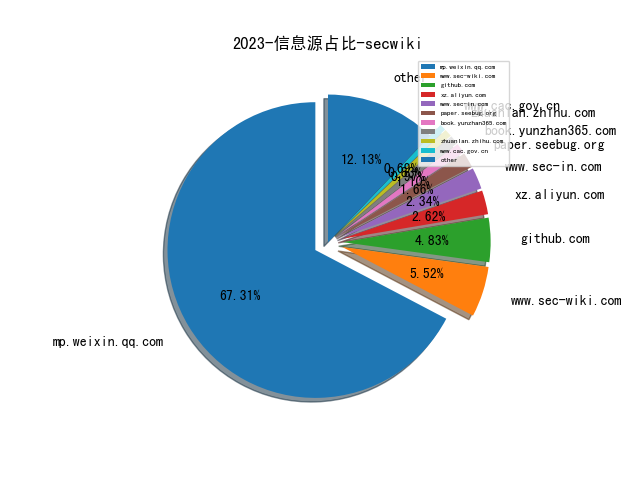 2023-信息源占比-secwiki
other
mp.weixin.qq.com
www.sec-wiki.com
github.com
xz.aliyun.com
www.sec-in.com
paper.seebug.org
book.yunzhan365.com
zhuanlan.zhihu.com
www.cac.gov.cn
other
www.cac.gov.cn
zhuanlan.zhihu.com
book.yunzhan365.com
paper.seebug.org
www.sec-in.com
xz.aliyun.com
github.com
www.sec-wiki.com
mp.weixin.qq.com
12.13%
1.66%
2.34%
2.62%
4.83%
5.52%
67.31%